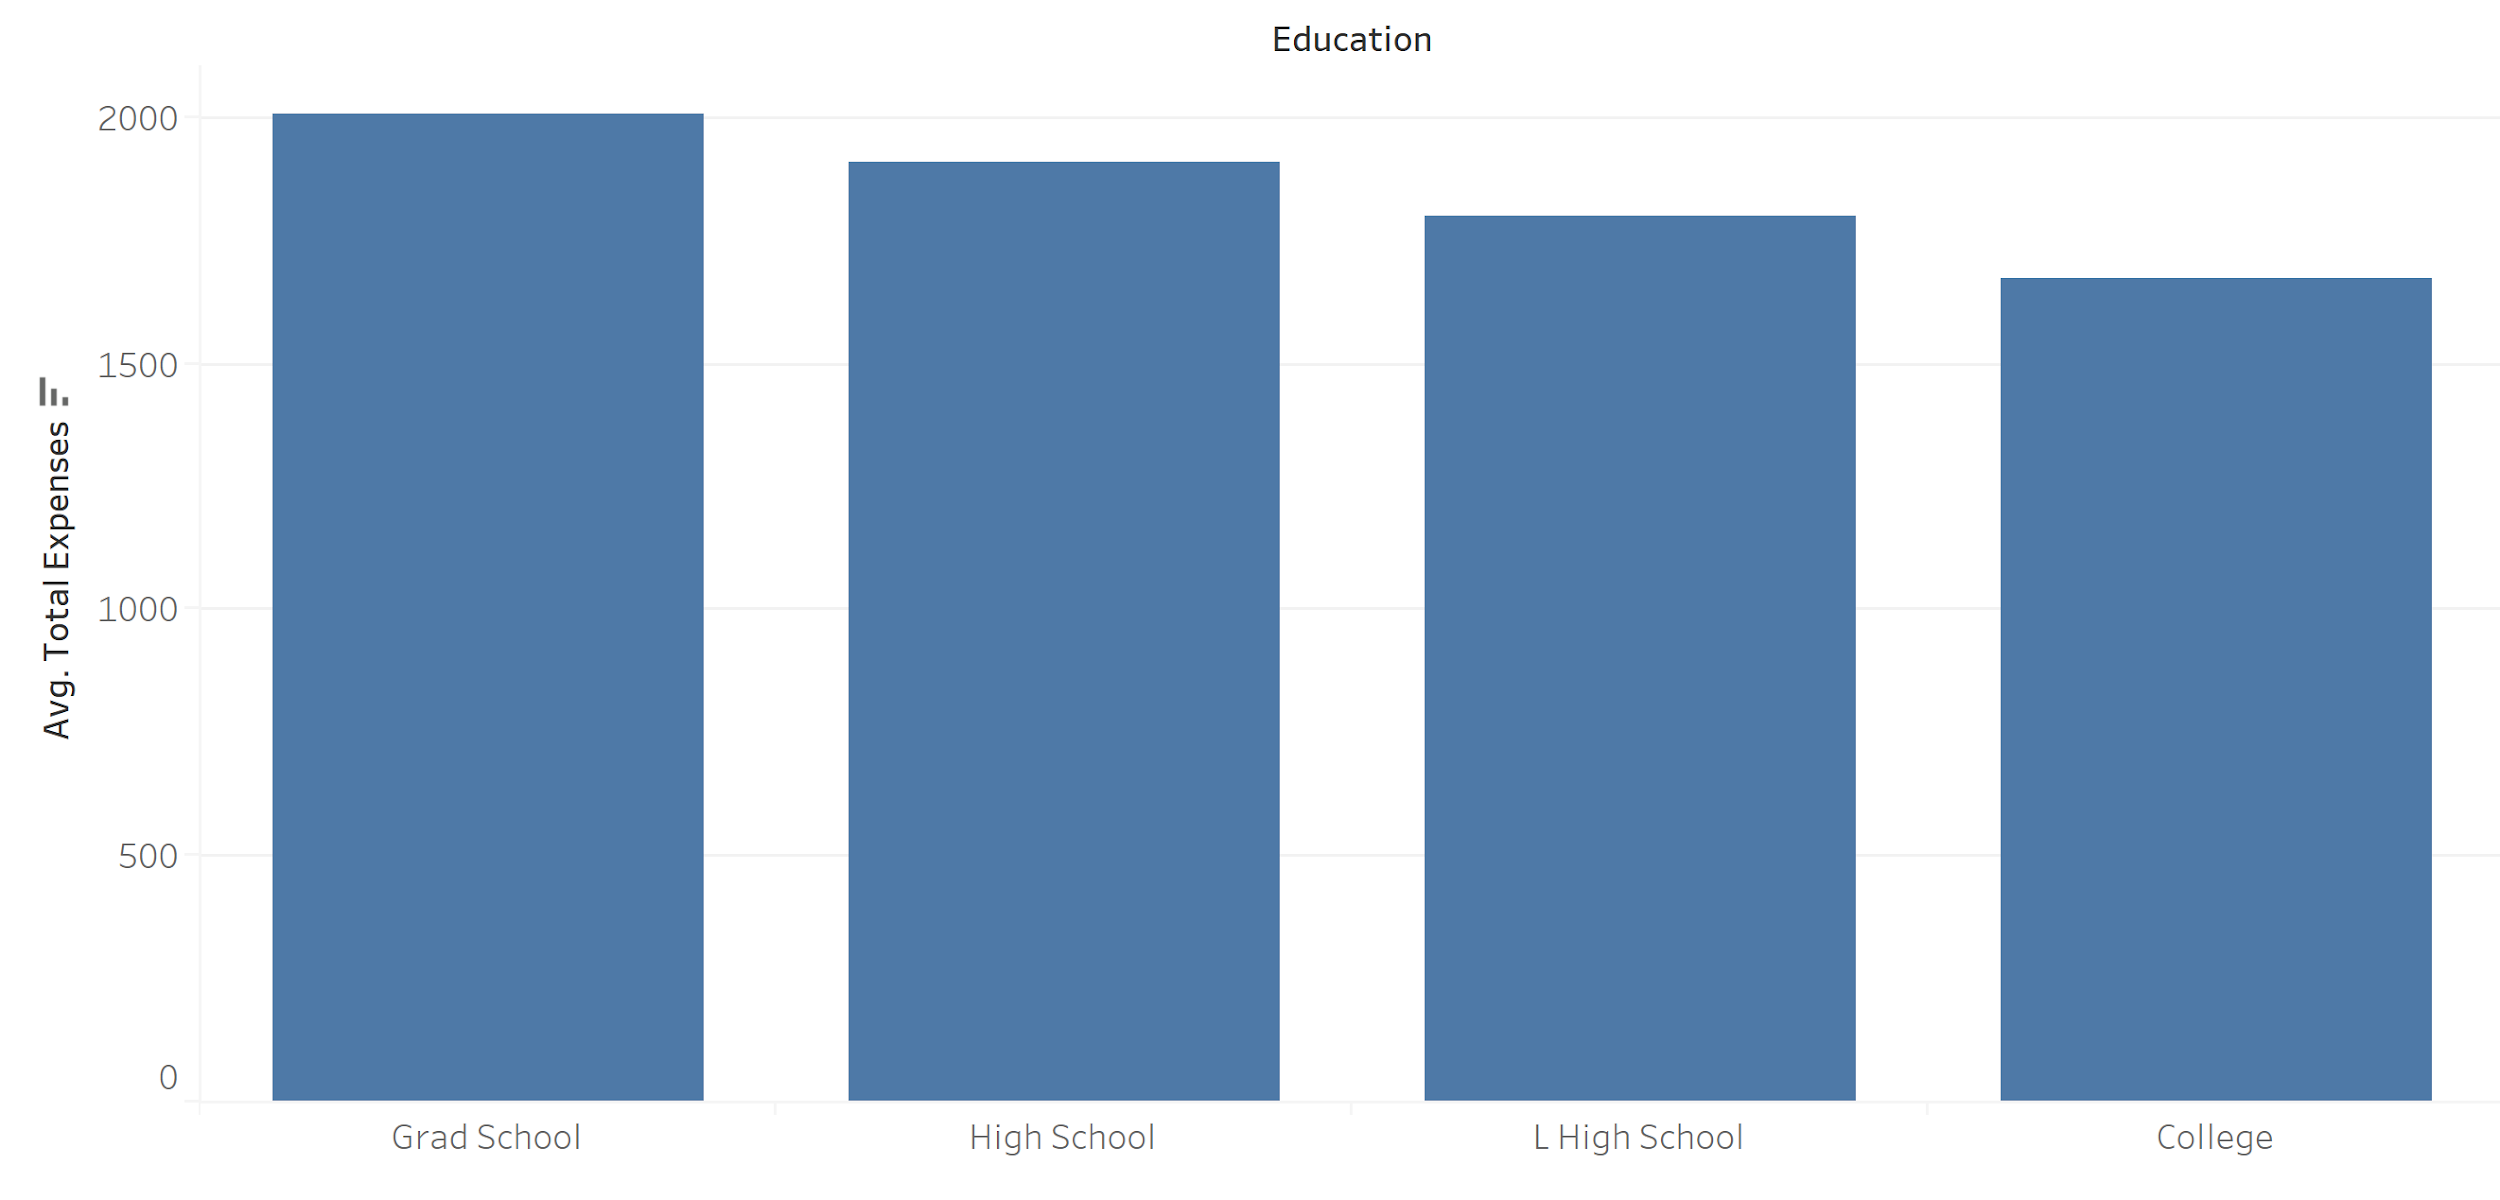 Education
2000
1500
1000
500
0
Avg. Total Expenses
Grad School
High School
L High School
College